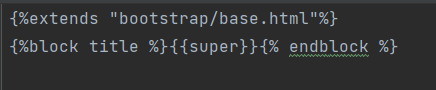 {%extends "bootstrap/base.html"%}
{%block title %}{{super}}{% endblock %}